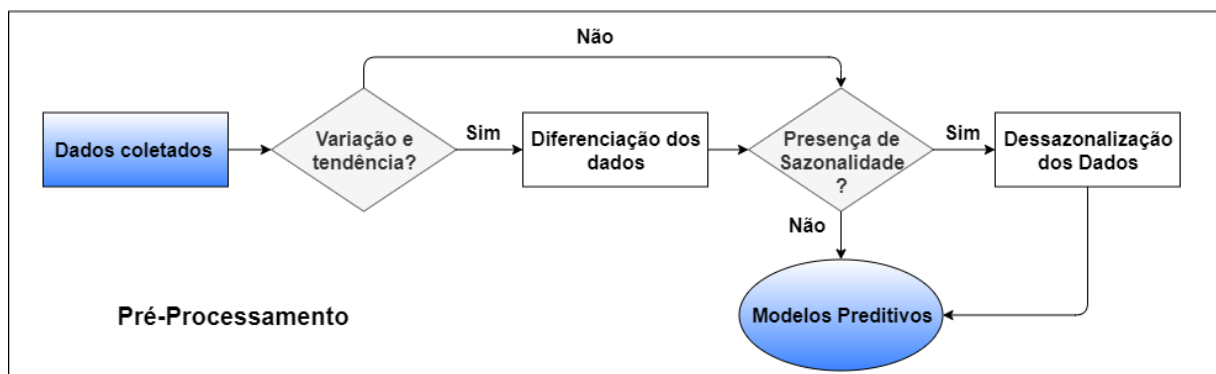 Não
Dados coletados
Variação e
tendência?
Sim
Diferenciação dos
dados
Presença de
Sazonalidade
?
Sim
Dessazonalização
dos Dados
Não
Modelos Preditivos
Pré-Processamento